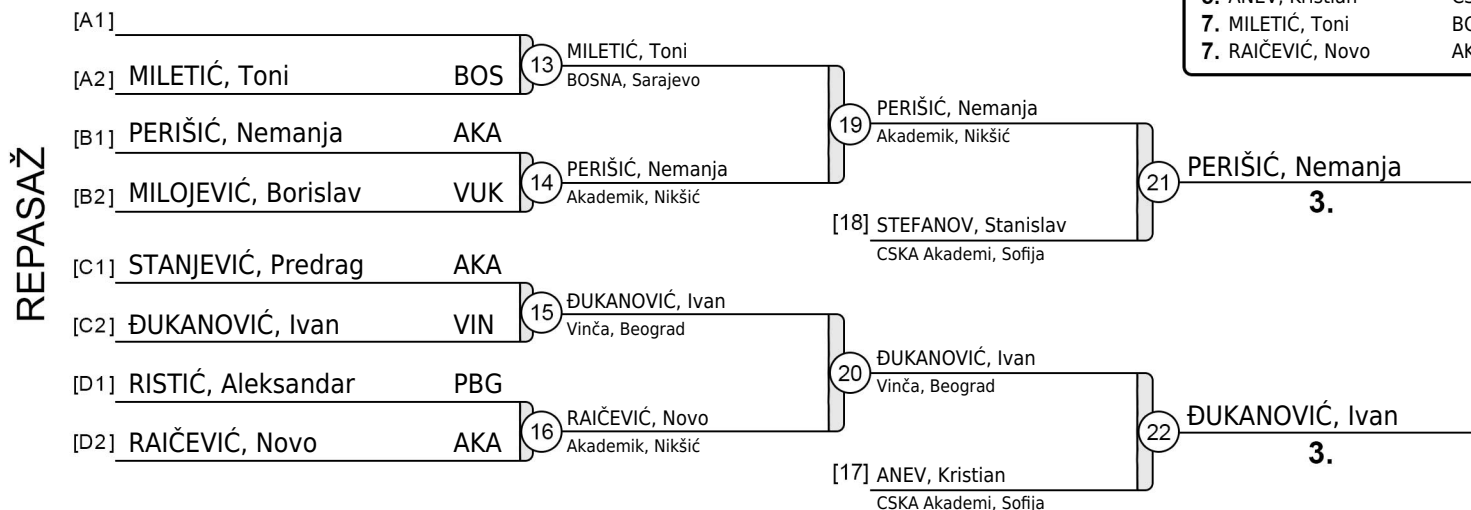 REPASAŽ
[A1]
[A2] MILETIĆ, Toni BOS
[B1] PERIŠIĆ, Nemanja AKA
[B2] MILOJEVIĆ, Borislav VUK
[C1] STANJEVIĆ, Predrag AKA
[C2] ĐUKANOVIĆ, Ivan VIN
[D1] RISTIĆ, Aleksandar PBG
[D2] RAIČEVIĆ, Novo AKA
13 MILETIĆ, Toni
BOSNA, Sarajevo
14 PERIŠIĆ, Nemanja
Akademik, Nikšić
15 ĐUKANOVIĆ, Ivan
Vinča, Beograd
16 RAIČEVIĆ, Novo
Akademik, Nikšić
19 PERIŠIĆ, Nemanja
Akademik, Nikšić
[18] STEFANOV, Stanislav
CSKA Akademi, Sofija
20 ĐUKANOVIĆ, Ivan
Vinča, Beograd
[17] ANEV, Kristian
CSKA Akademi, Sofija
21 PERIŠIĆ, Nemanja
3.
22 ĐUKANOVIĆ, Ivan
3.
ANEV, Kristian
7. MILETIĆ, Toni
7. RAIČEVIĆ, Novo